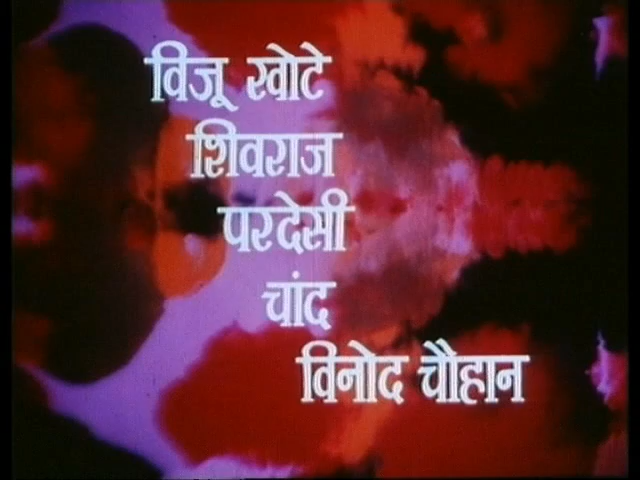 विजू खोटे
शिवराज
परदेसी
चांद
विनोद चौहान